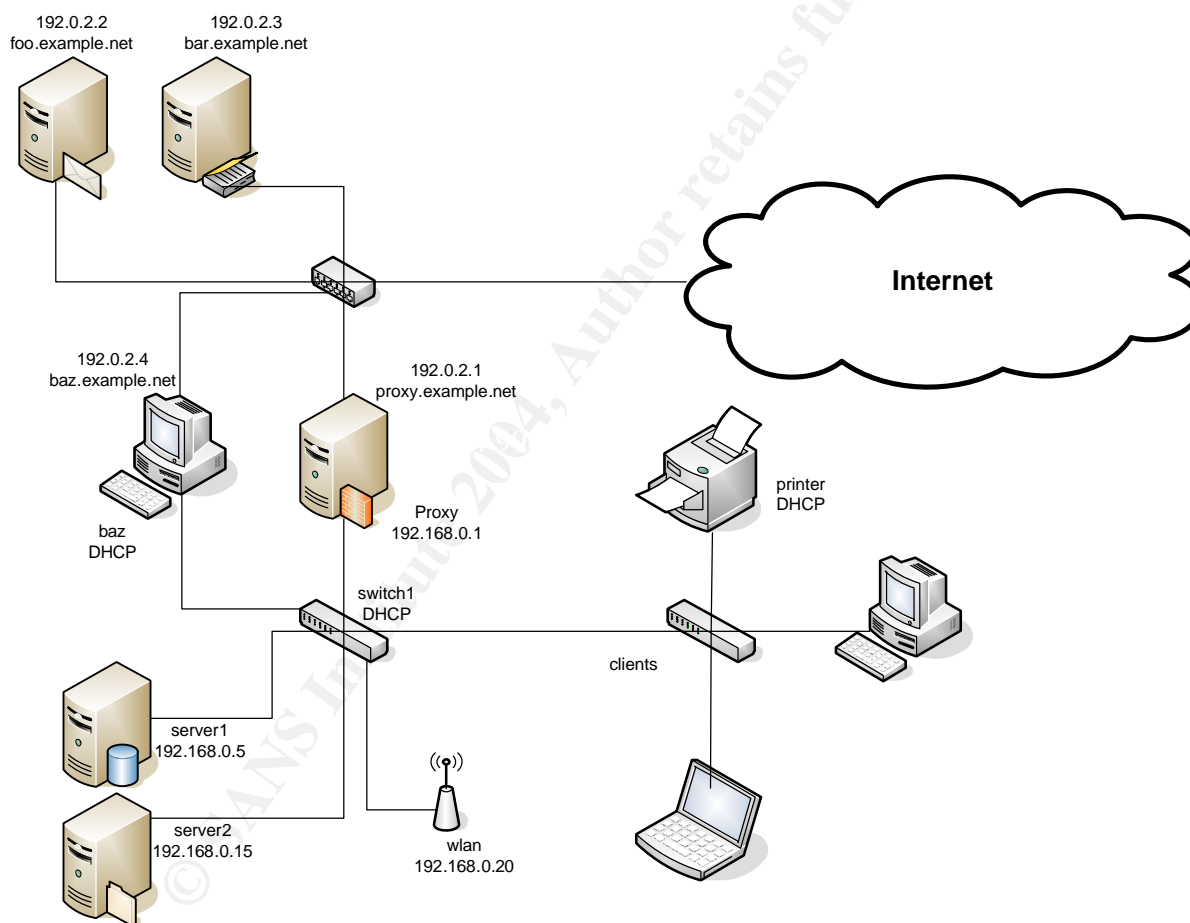 192.0.2.2
foo.example.net
192.0.2.3
bar.example.net
Internet
192.0.2.4
baz.example.net
192.0.2.1
proxy.example.net
printer
DHCP
baz
DHCP
Proxy
192.168.0.1
switch1
DHCP
clients
server1
192.168.0.5
server2
192.168.0.15
wlan
192.168.0.20
© SANS Institute 2004, Author retains fu